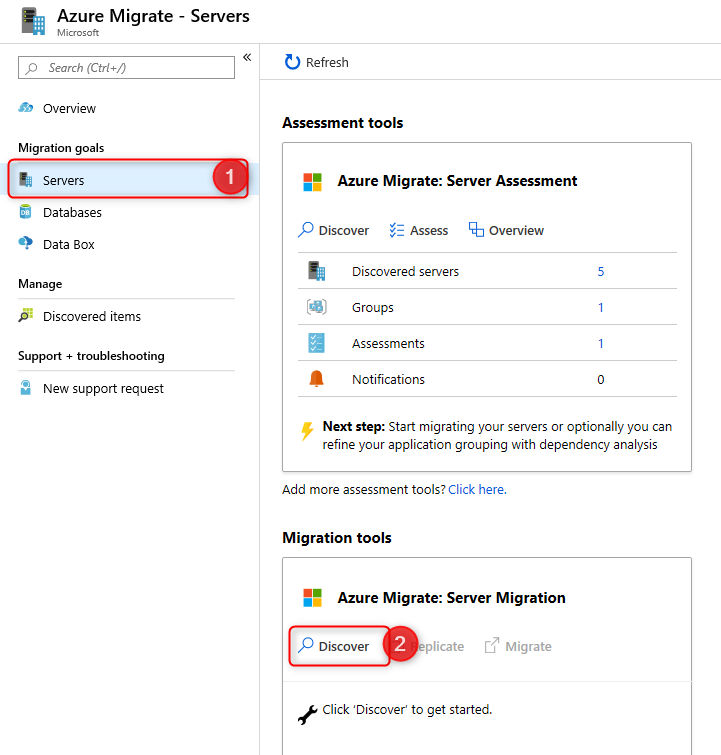 Azure Migrate - Servers
Microsoft
Search (Ctrl+/)
«
Overview
Migration goals
Servers
1
Databases
Data Box
Manage
Discovered items
Support + troubleshooting
New support request
Refresh
Assessment tools
Azure Migrate: Server Assessment
Discover Assess Overview
Discovered servers 5
Groups 1
Assessments 1
Notifications 0
Next step: Start migrating your servers or optionally you can
refine your application grouping with dependency analysis
Add more assessment tools? Click here.
Migration tools
Azure Migrate: Server Migration
Discover 2 eplicate Migrate
Click 'Discover' to get started.